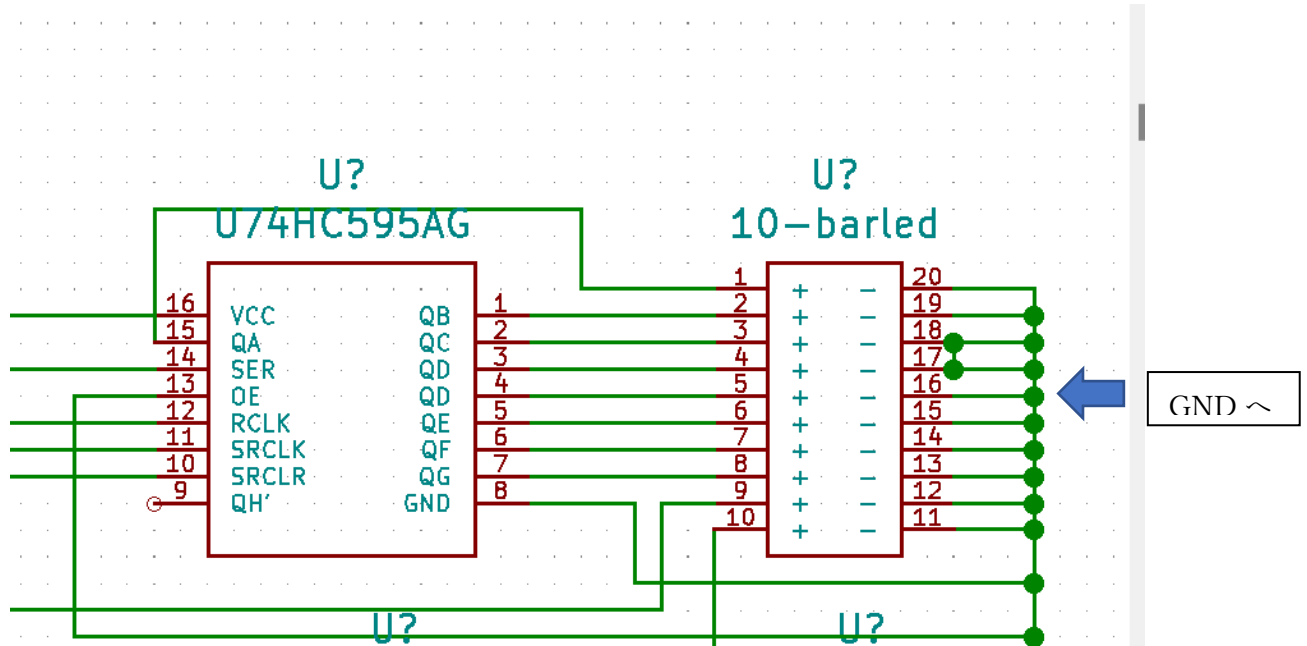 U?
U74HC595AG
16 VCC QB 1
15 QA QC 2
14 SER QD 3
13 OE QD 4
12 RCLK QE 5
11 SRCLK QF 6
10 SRCLR QG 7
9 QH' GND 8
U?
10-barled
1 + - 20
2 + - 19
3 + - 18
4 + - 17
5 + - 16
6 + - 15
7 + - 14
8 + - 13
9 + - 12
10 + - 11
GND へ
U?
U?